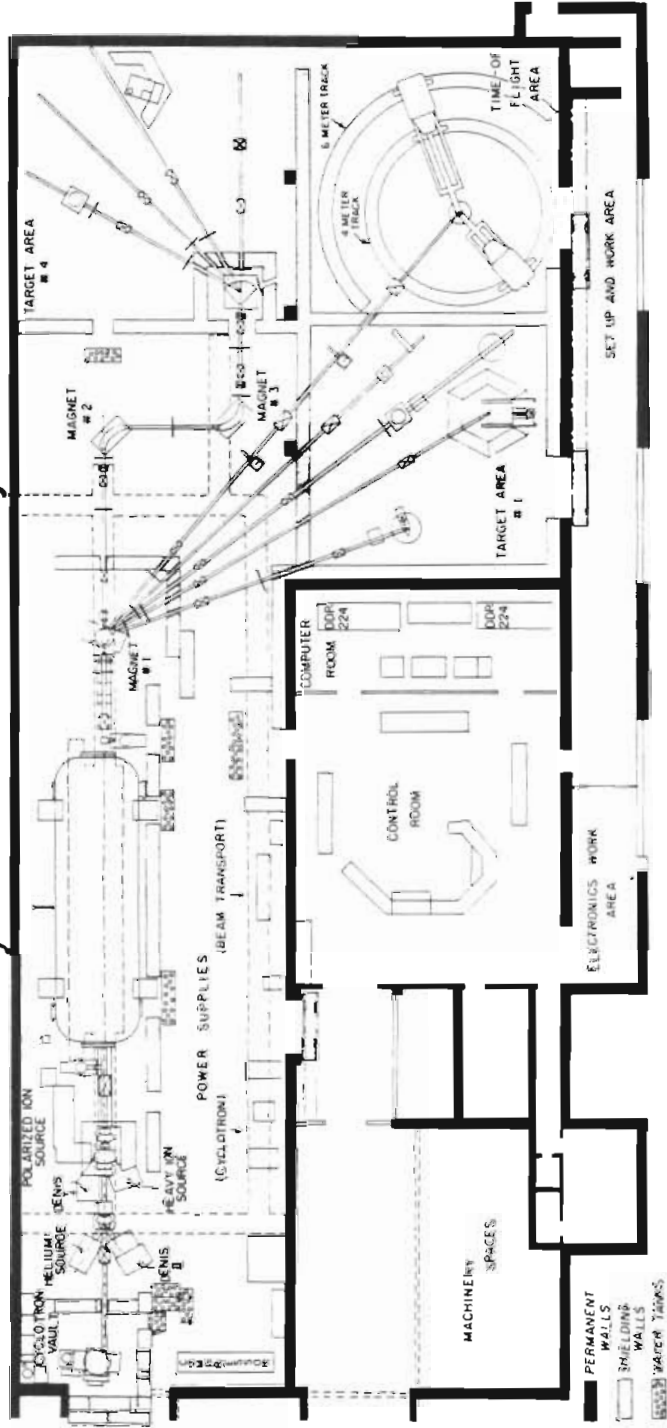 CYCLOTRON
VAULT
HELIUM
SOURCE
DENIS
II
DENIS
POLARIZED ION
SOURCE
HEAVY ION
SOURCE
POWER SUPPLIES
(CYCLOTRON)
(BEAM TRANSPORT)
MAGNET
# 1
MAGNET
# 2
MAGNET
# 3
TARGET AREA
# 4
6 METER TRACK
4 METER
TRACK
TIME-OF
FLIGHT
AREA
TARGET AREA
# 1
COMPUTER
ROOM
DDP
224
DDP
224
CONTROL
ROOM
MACHINERY
SPACES
ELECTRONICS WORK
AREA
SET UP AND WORK AREA
PERMANENT
WALLS
SHIELDING
WALLS
WATER TANKS